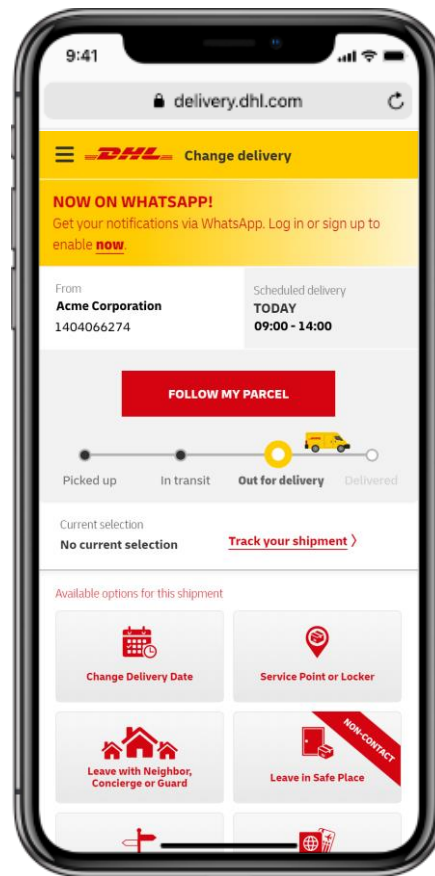 9:41
delivery.dhl.com
DHL Change delivery
NOW ON WHATSAPP!
Get your notifications via WhatsApp. Log in or sign up to
enable now.
From
Acme Corporation
1404066274
Scheduled delivery
TODAY
09:00 - 14:00
FOLLOW MY PARCEL
Picked up
In transit
Out for delivery
Delivered
Current selection
No current selection
Track your shipment
Available options for this shipment
Change Delivery Date
Service Point or Locker
Leave with Neighbor,
Concierge or Guard
NON-CONTACT
Leave in Safe Place